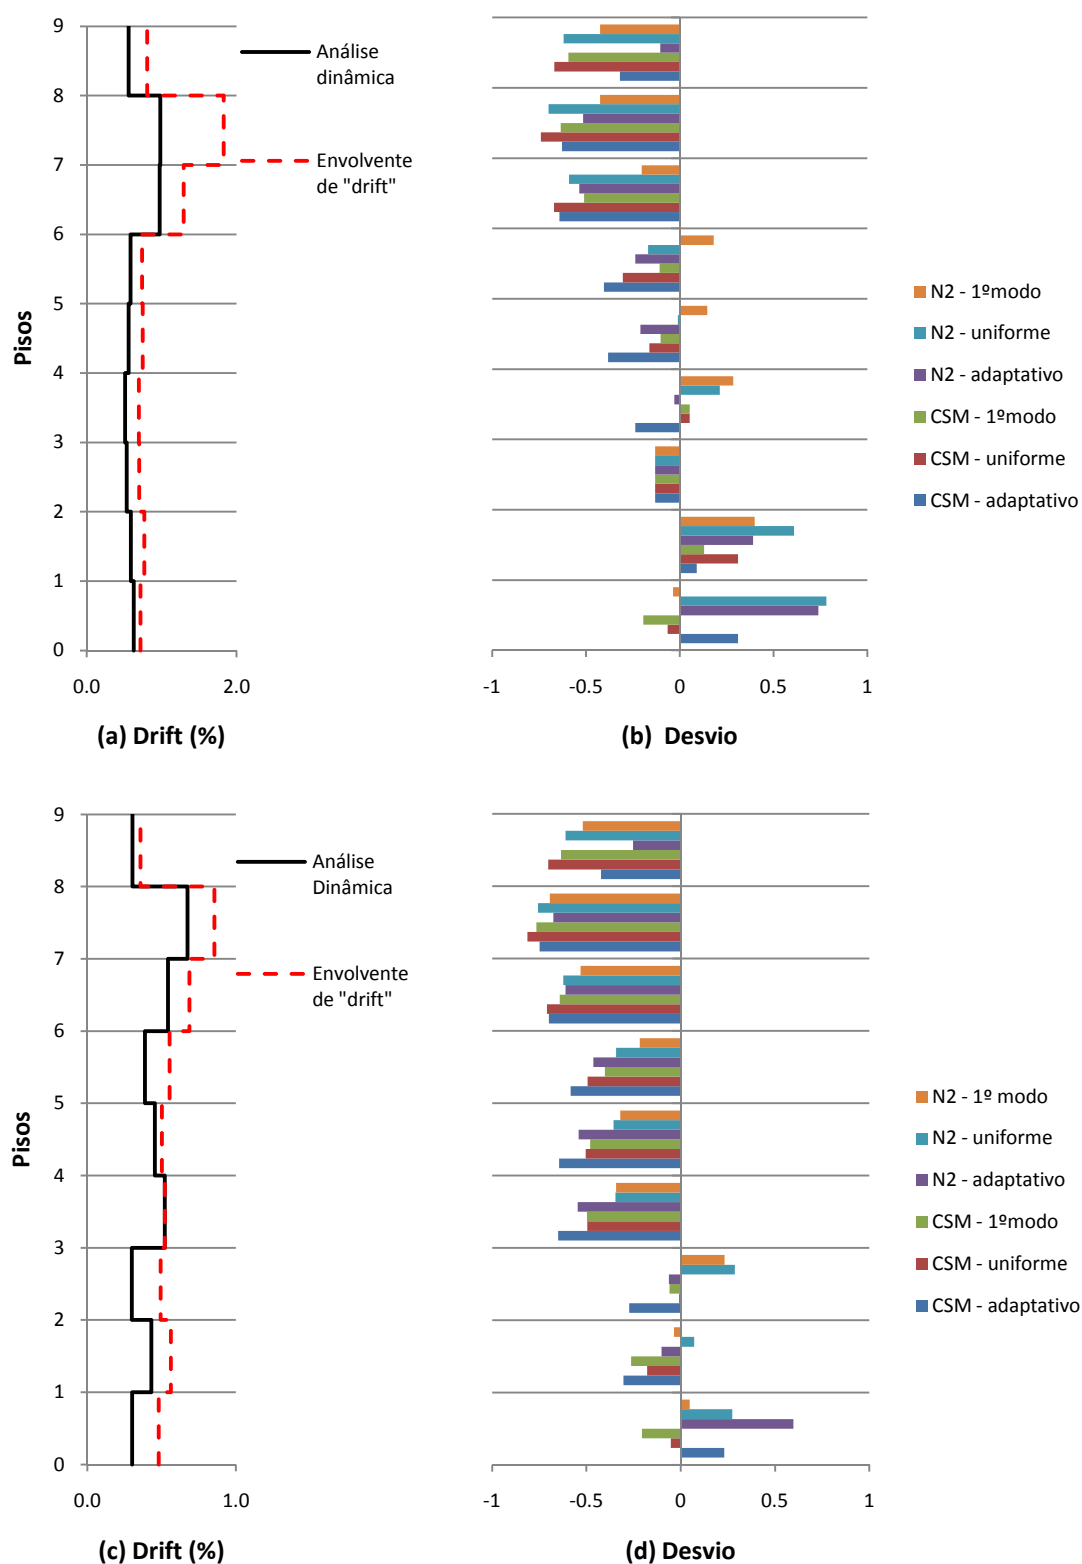 9
8
7
6
5
4
3
2
1
0
Pisos
0.0 2.0
(a) Drift (%)
Análise
dinâmica
Envolvente
de "drift"
-1 -0.5 0 0.5 1
(b) Desvio
N2 - 1ºmodo
N2 - uniforme
N2 - adaptativo
CSM - 1ºmodo
CSM - uniforme
CSM - adaptativo
9
8
7
6
5
4
3
2
1
0
Pisos
0.0 1.0
(c) Drift (%)
Análise
Dinâmica
Envolvente
de "drift"
-1 -0.5 0 0.5 1
(d) Desvio
N2 - 1º modo
N2 - uniforme
N2 - adaptativo
CSM - 1ºmodo
CSM - uniforme
CSM - adaptativo